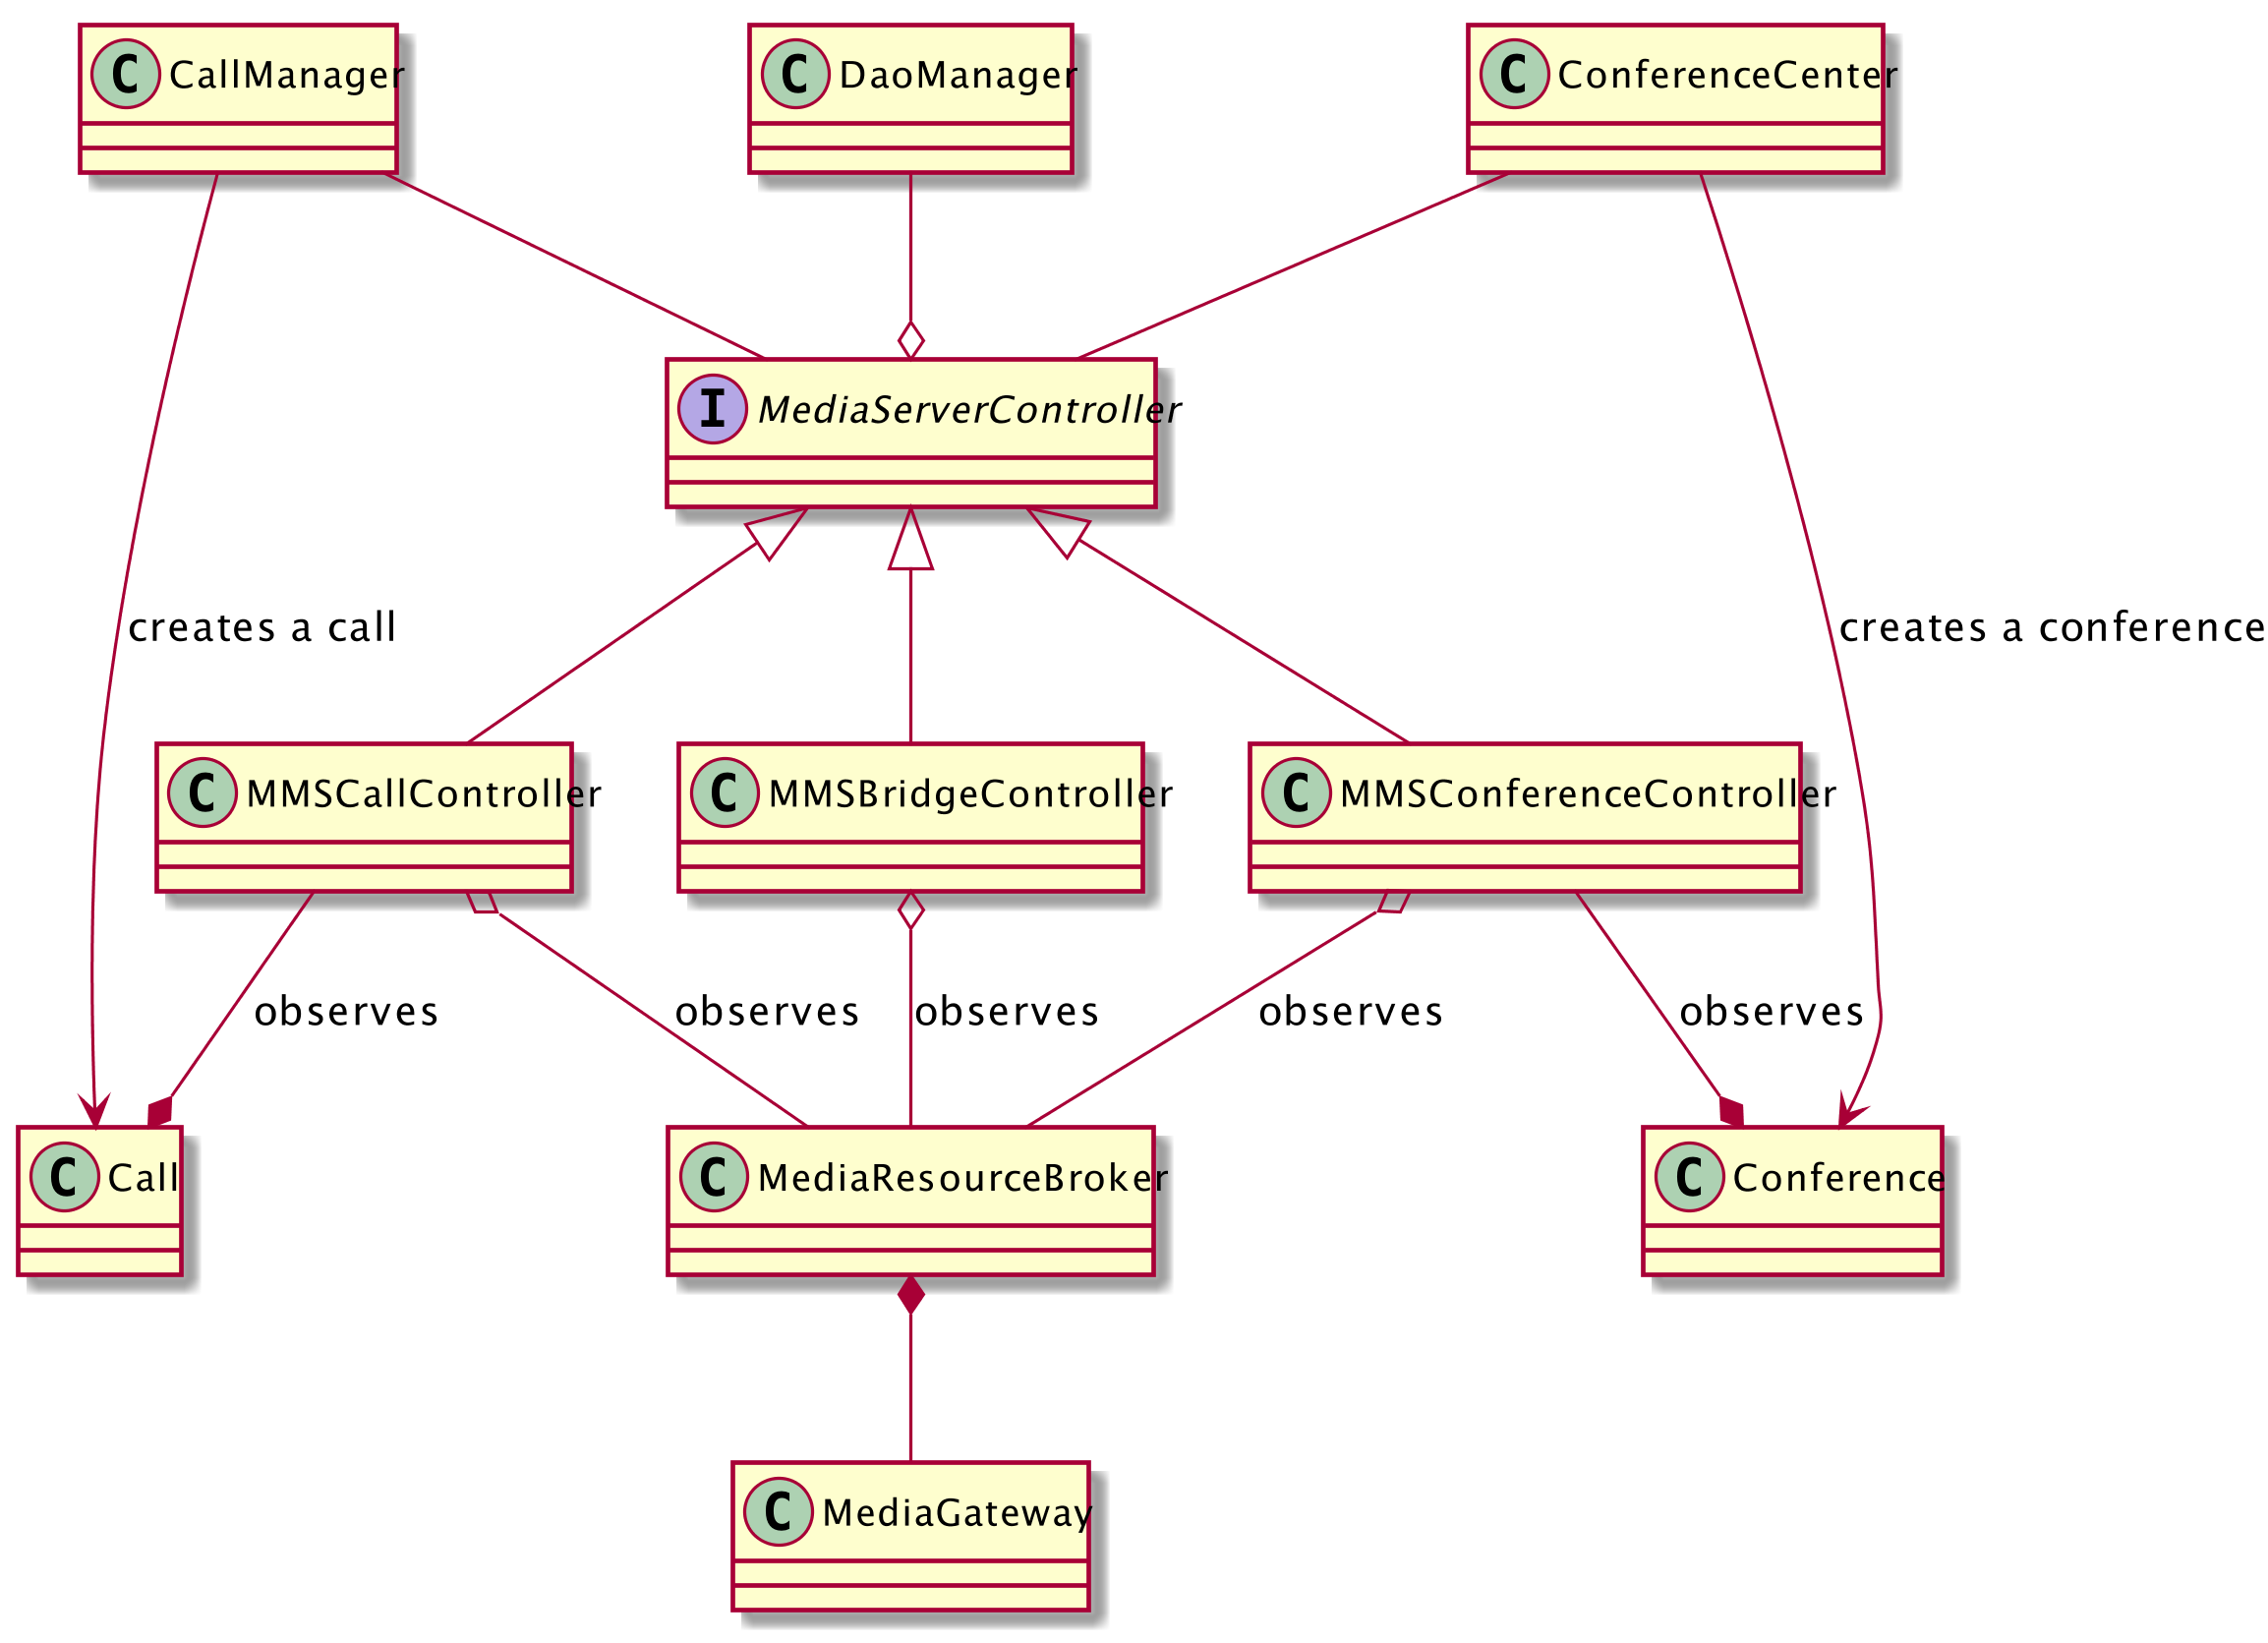 C CallManager
C DaoManager
C ConferenceCenter
I MediaServerController
creates a call
creates a conference
C MMSCallController
C MMSBridgeController
C MMSConferenceController
observes
observes
observes
observes
observes
C Call
C MediaResourceBroker
C Conference
C MediaGateway